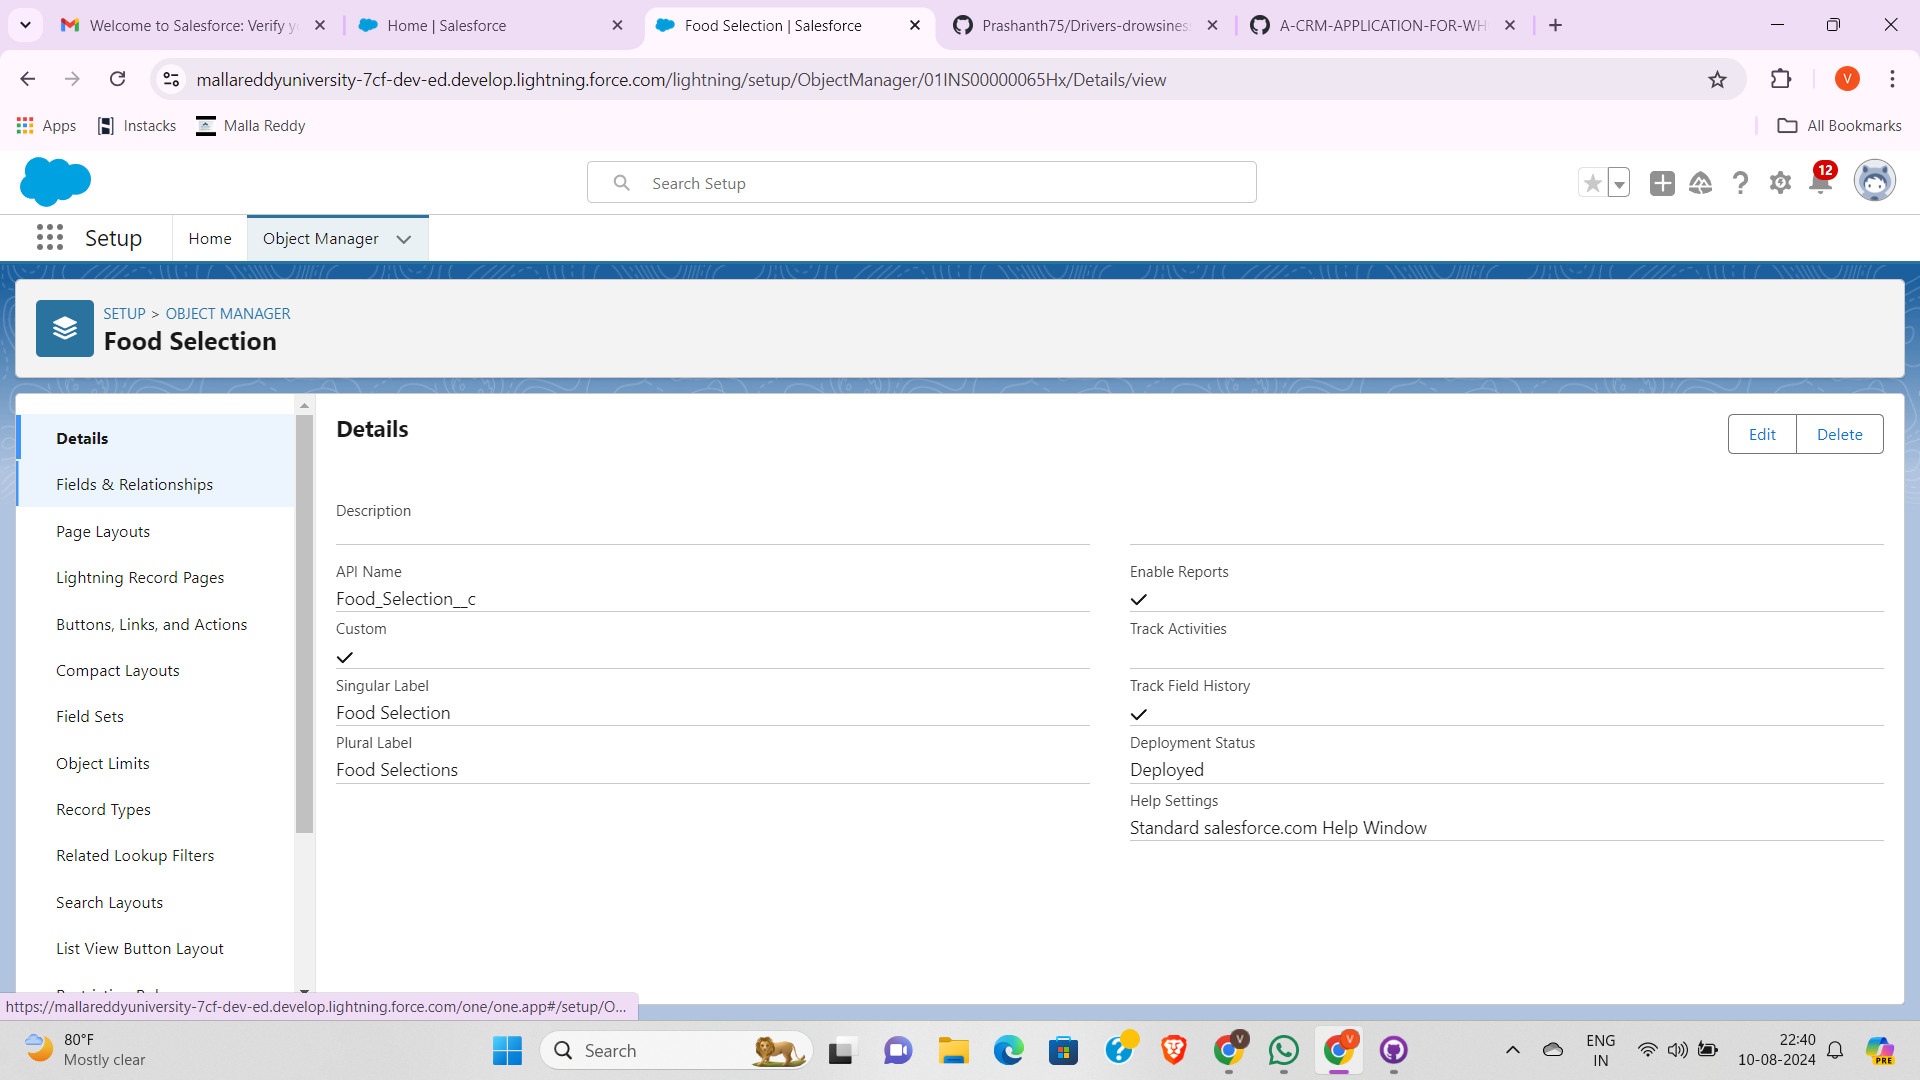 Welcome to Salesforce: Verify y
Home | Salesforce
Food Selection | Salesforce
Prashanth75/Drivers-drowsines
A-CRM-APPLICATION-FOR-WH
mallareddyuniversity-7cf-dev-ed.develop.lightning.force.com/lightning/setup/ObjectManager/01INS00000065Hx/Details/view
V
Apps
Instacks
Malla Reddy
All Bookmarks
Search Setup
12
Setup
Home
Object Manager
SETUP > OBJECT MANAGER
Food Selection
Details
Fields & Relationships
Page Layouts
Lightning Record Pages
Buttons, Links, and Actions
Compact Layouts
Field Sets
Object Limits
Record Types
Related Lookup Filters
Search Layouts
List View Button Layout
Details
Edit
Delete
Description
API Name
Food_Selection__c
Custom
Singular Label
Food Selection
Plural Label
Food Selections
Enable Reports
Track Activities
Track Field History
Deployment Status
Deployed
Help Settings
Standard salesforce.com Help Window
https://mallareddyuniversity-7cf-dev-ed.develop.lightning.force.com/one/one.app#/setup/O...
80°F
Mostly clear
Search
V
V
ENG
IN
22:40
10-08-2024
PRE